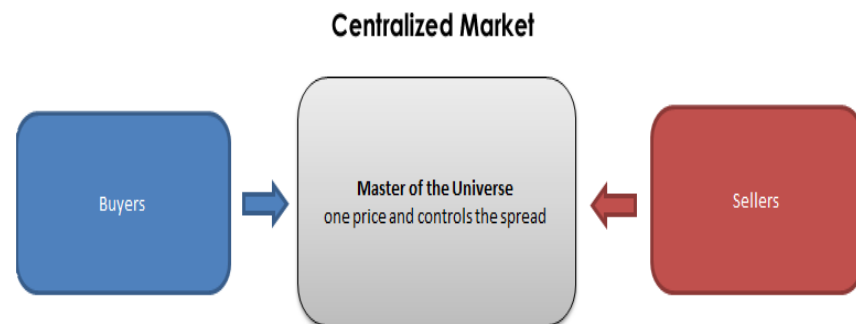 Centralized Market
Buyers
Master of the Universe
one price and controls the spread
Sellers